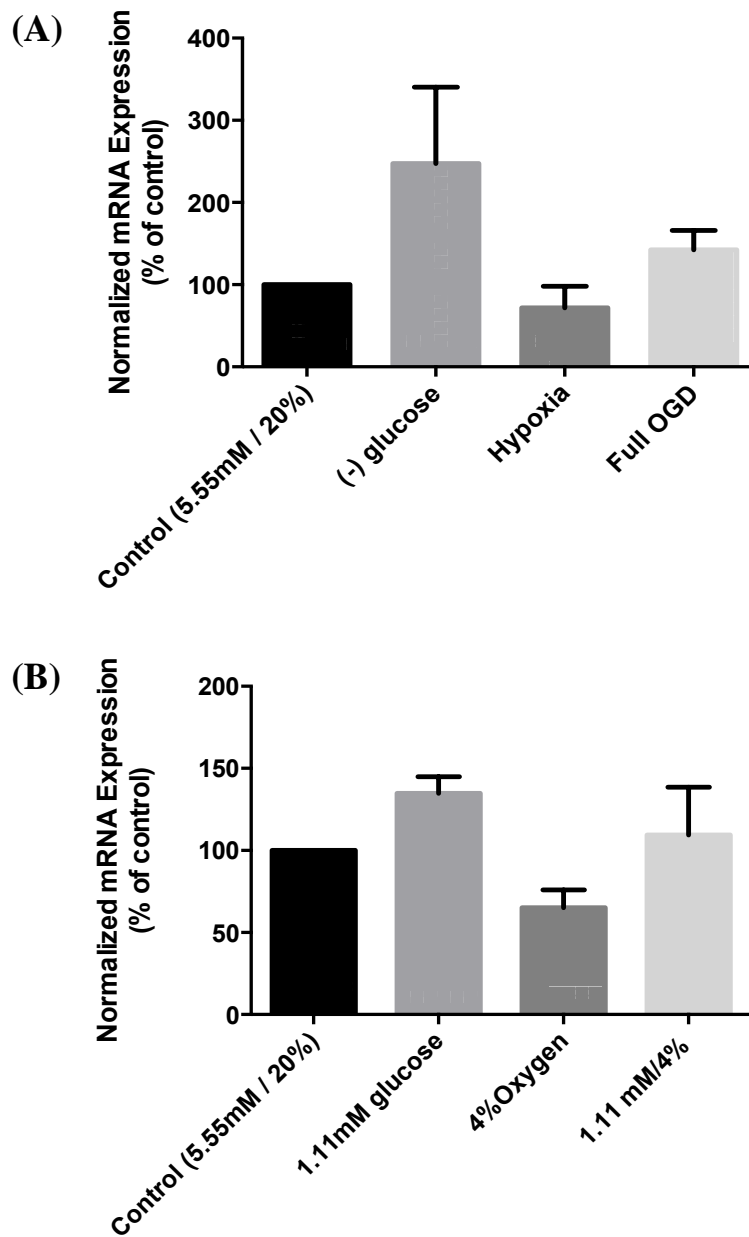 (A)
Normalized mRNA Expression
(% of control)
400
300
200
100
0
Control (5.55mM / 20%)
(-) glucose
Hypoxia
Full OGD
(B)
Normalized mRNA Expression
(% of control)
200
150
100
50
0
Control (5.55mM / 20%)
1.11mM glucose
4%Oxygen
1.11 mM/4%